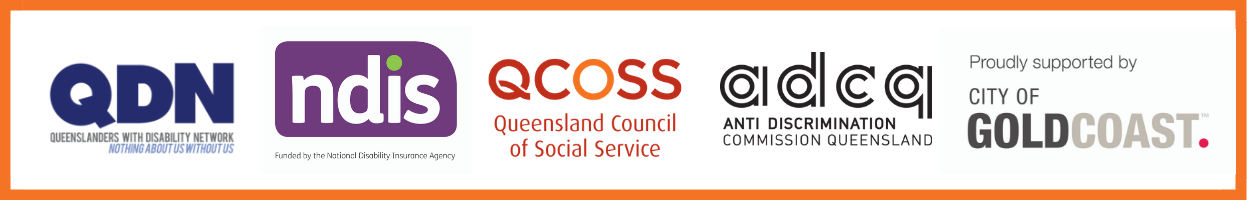 QDN
QUEENSLANDERS WITH DISABILITY NETWORK
NOTHING ABOUT US WITHOUT US
ndis
Funded by the National Disability Insurance Agency
QCOSS
Queensland Council
of Social Service
adcq
ANTI DISCRIMINATION
COMMISSION QUEENSLAND
Proudly supported by
CITY OF
GOLDCOAST.™